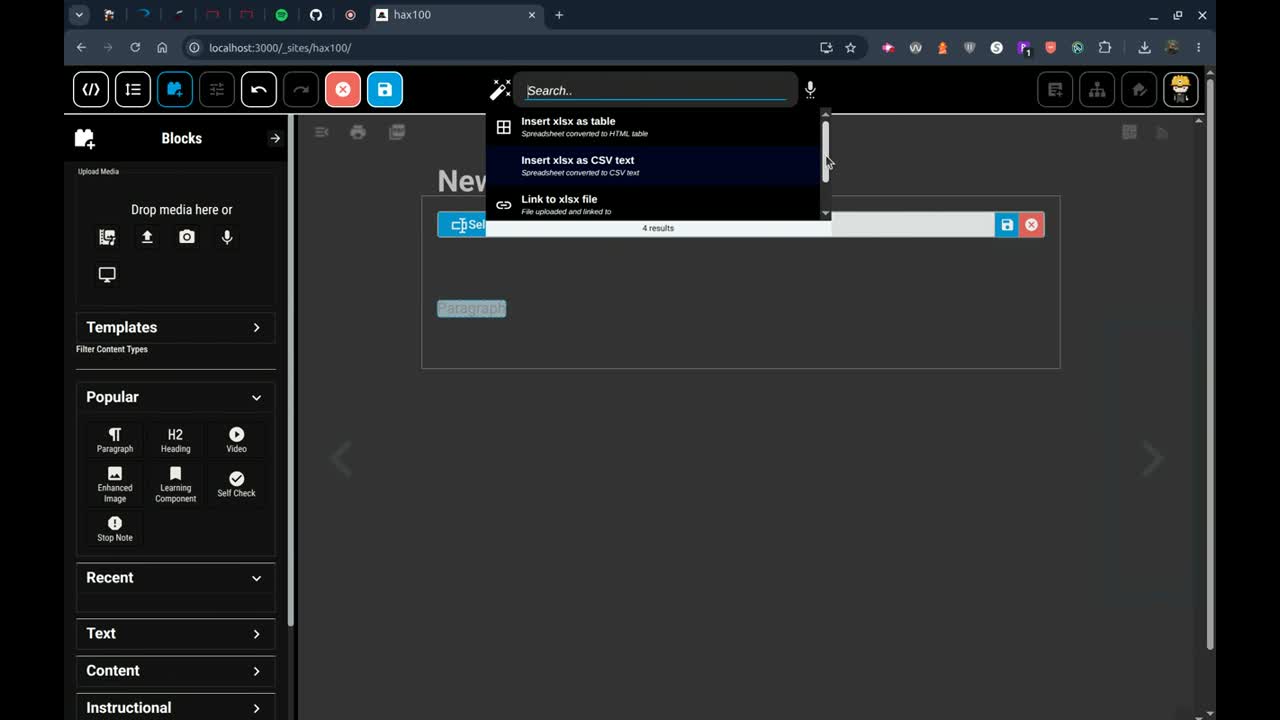 hax100
localhost:3000/_sites/hax100/
1
Search..
Blocks
Insert xlsx as table
Spreadsheet converted to HTML table
Insert xlsx as CSV text
Spreadsheet converted to CSV text
Link to xlsx file
File uploaded and linked to
4 results
New
Sel
Paragraph
Upload Media
Drop media here or
Templates
Filter Content Types
Popular
Paragraph
H2
Heading
Video
Enhanced
Image
Learning
Component
Self Check
Stop Note
Recent
Text
Content
Instructional